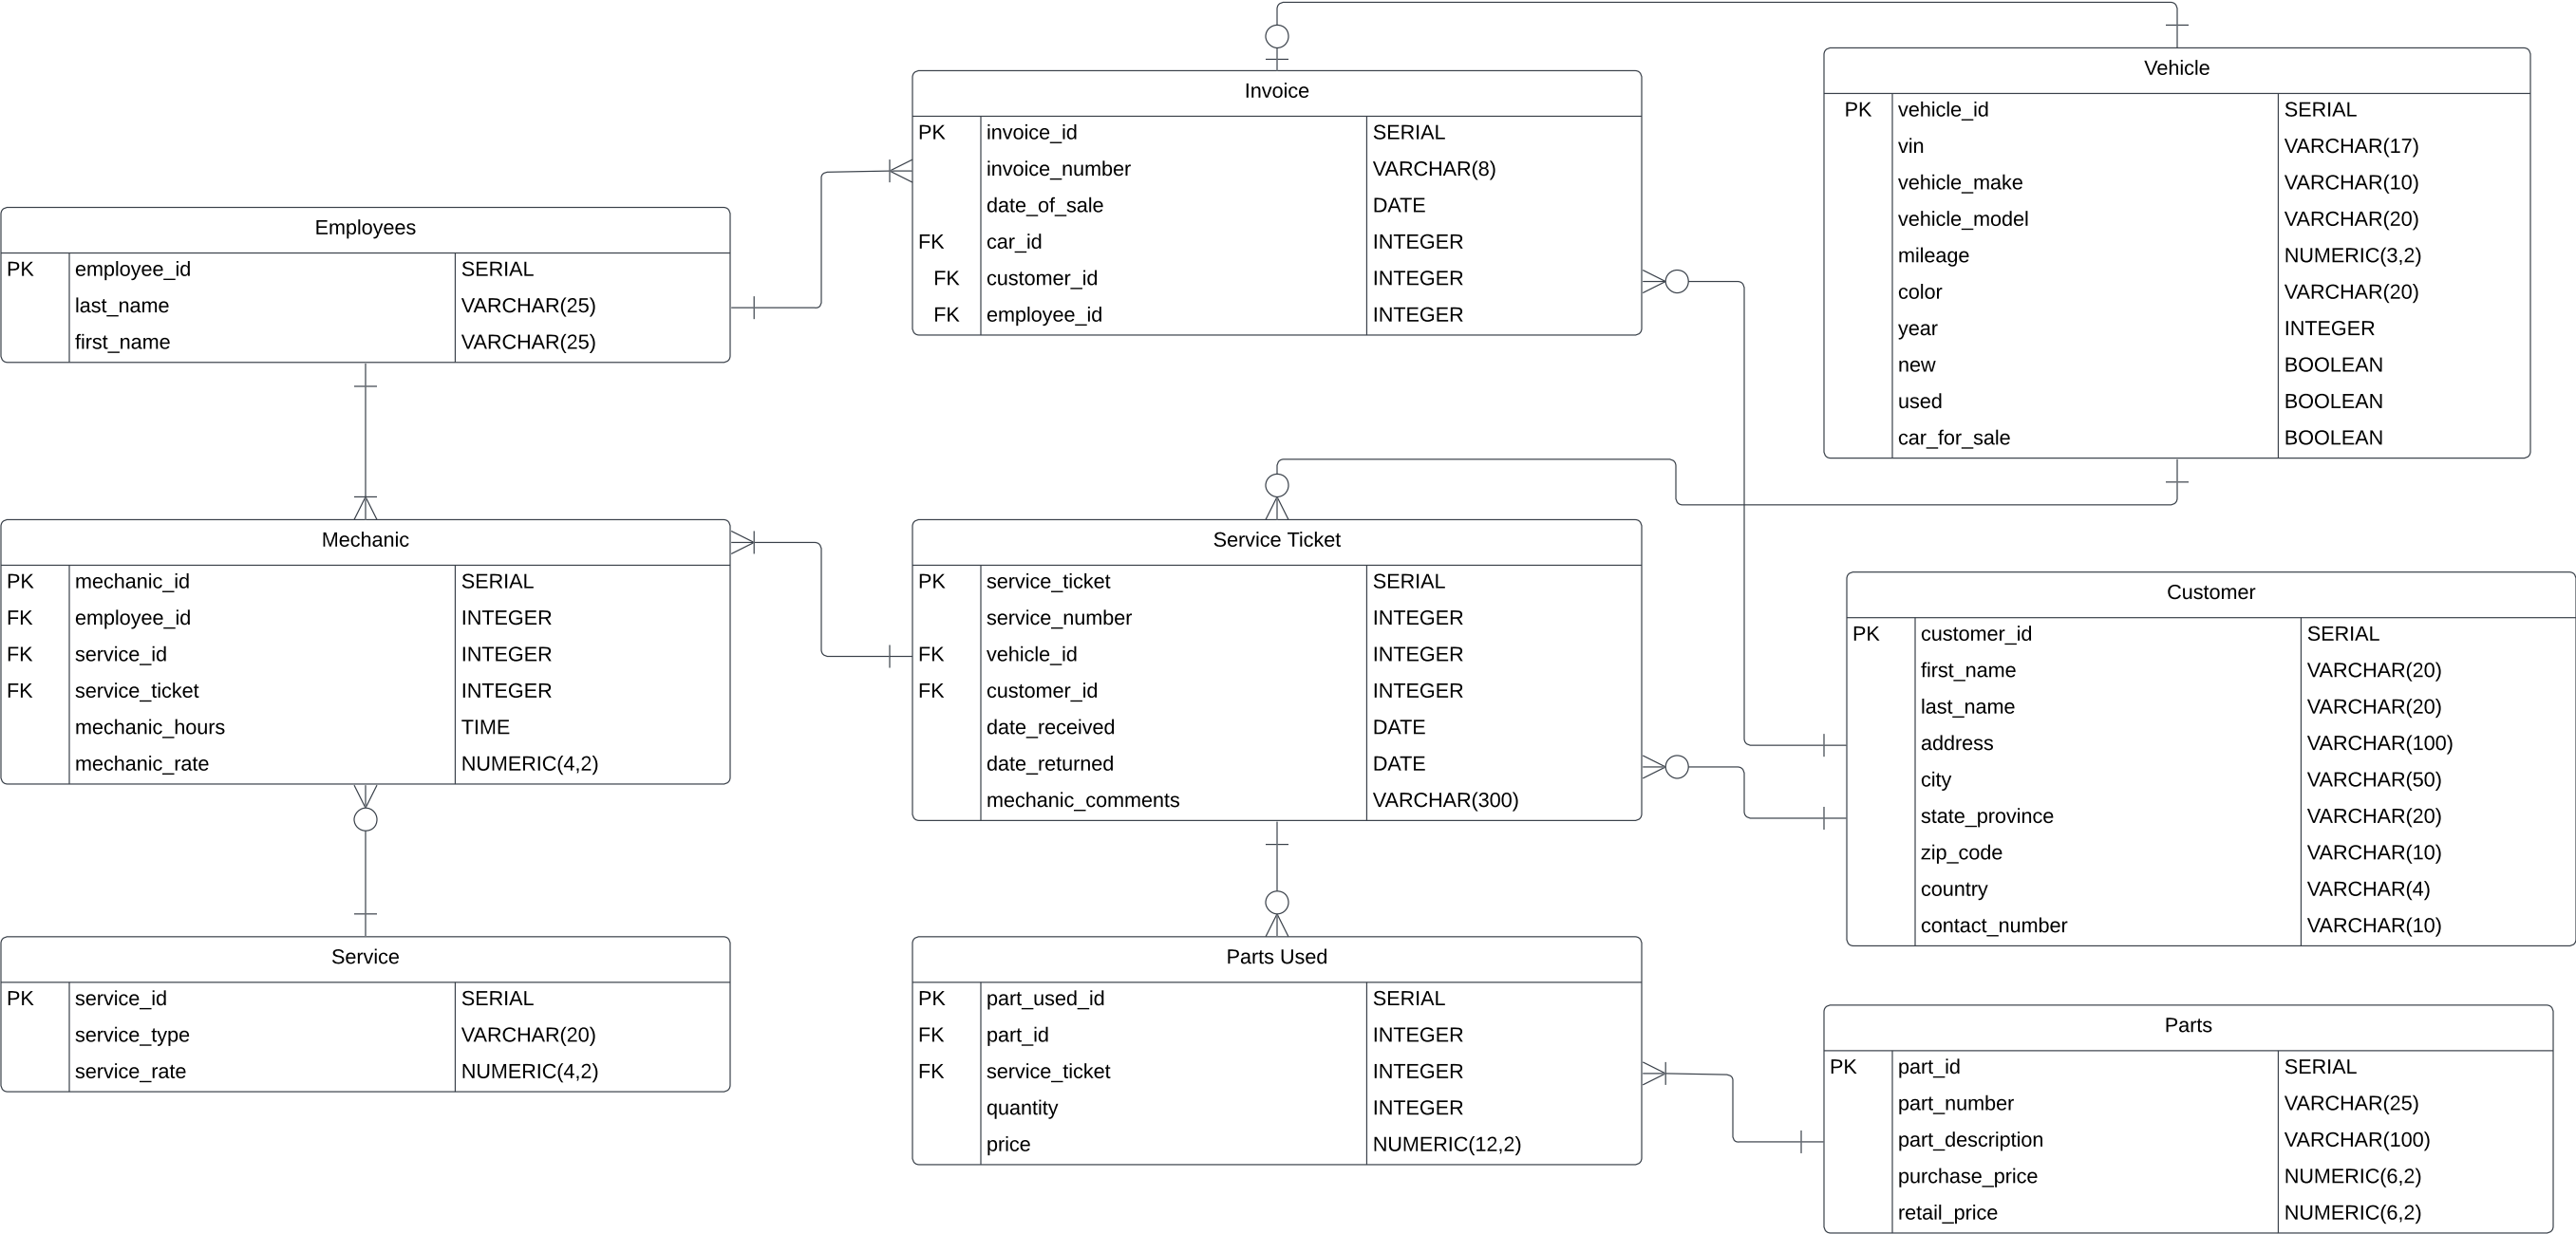 Vehicle
PK vehicle_id SERIAL
vin VARCHAR(17)
vehicle_make VARCHAR(10)
vehicle_model VARCHAR(20)
mileage NUMERIC(3,2)
color VARCHAR(20)
year INTEGER
new BOOLEAN
used BOOLEAN
car_for_sale BOOLEAN
Invoice
PK invoice_id SERIAL
invoice_number VARCHAR(8)
date_of_sale DATE
FK car_id INTEGER
FK customer_id INTEGER
FK employee_id INTEGER
Employees
PK employee_id SERIAL
last_name VARCHAR(25)
first_name VARCHAR(25)
Mechanic
PK mechanic_id SERIAL
FK employee_id INTEGER
FK service_id INTEGER
FK service_ticket INTEGER
mechanic_hours TIME
mechanic_rate NUMERIC(4,2)
Service Ticket
PK service_ticket SERIAL
service_number INTEGER
FK vehicle_id INTEGER
FK customer_id INTEGER
date_received DATE
date_returned DATE
mechanic_comments VARCHAR(300)
Customer
PK customer_id SERIAL
first_name VARCHAR(20)
last_name VARCHAR(20)
address VARCHAR(100)
city VARCHAR(50)
state_province VARCHAR(20)
zip_code VARCHAR(10)
country VARCHAR(4)
contact_number VARCHAR(10)
Service
PK service_id SERIAL
service_type VARCHAR(20)
service_rate NUMERIC(4,2)
Parts Used
PK part_used_id SERIAL
FK part_id INTEGER
FK service_ticket INTEGER
quantity INTEGER
price NUMERIC(12,2)
Parts
PK part_id SERIAL
part_number VARCHAR(25)
part_description VARCHAR(100)
purchase_price NUMERIC(6,2)
retail_price NUMERIC(6,2)